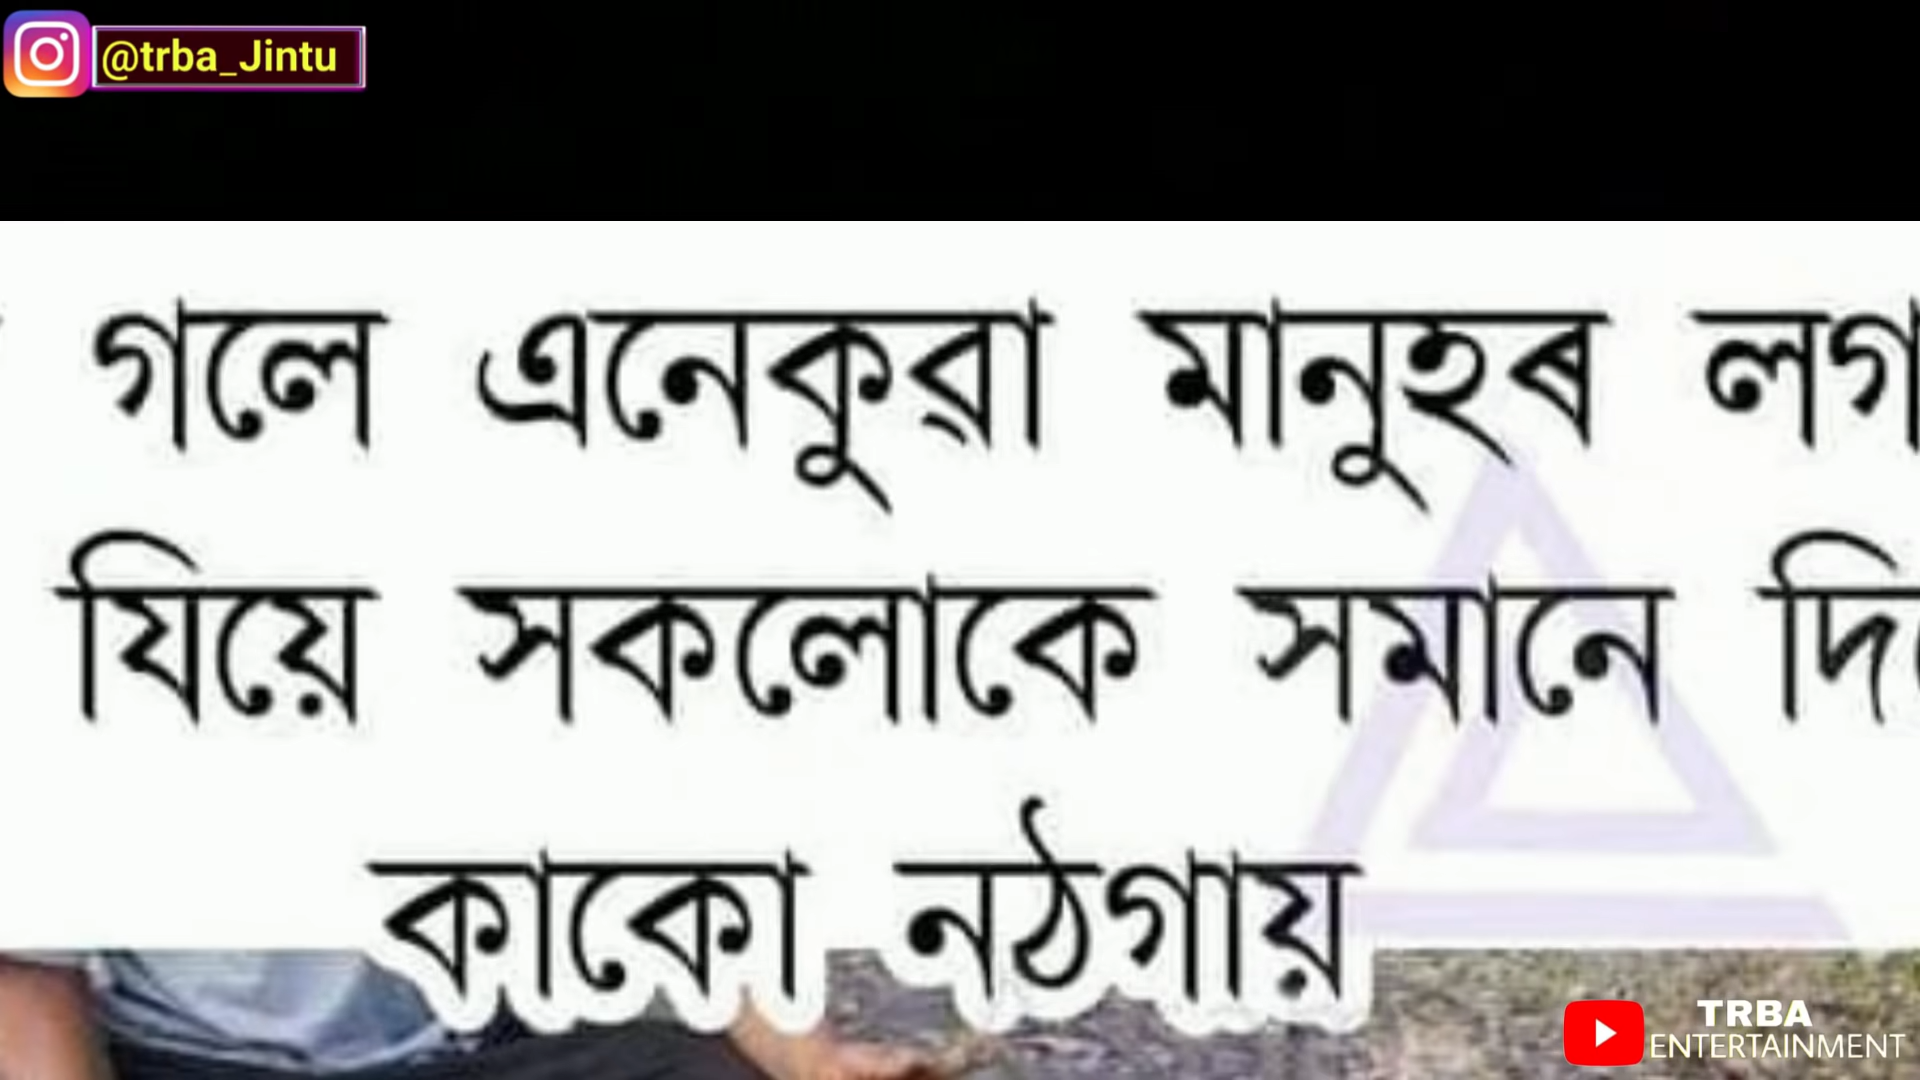 @trba_Jintu
গলে এনেকুৱা মানুহৰ লগ
যিয়ে সকলোকে সমানে
কাকো নঠগায়
TRBA
ENTERTAINMENT